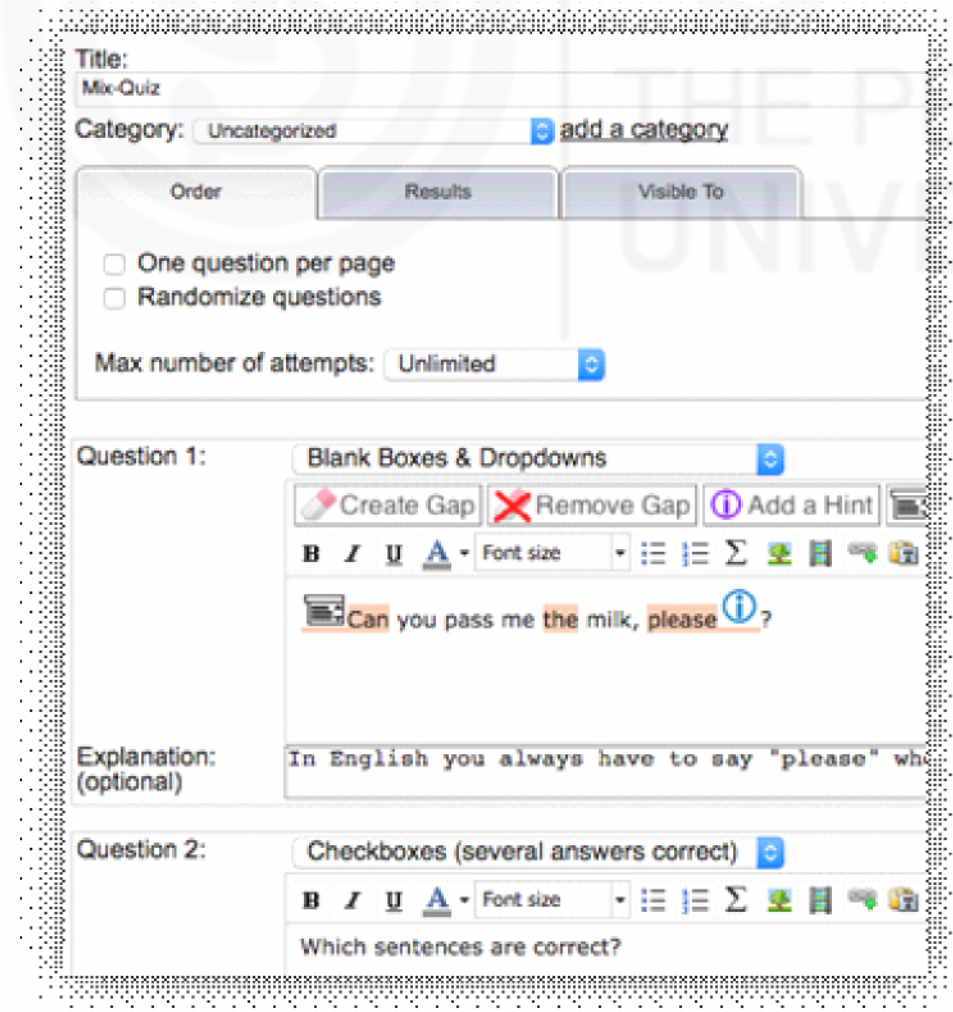 THE P
UNIV
Title:
Mix-Quiz
Category: Uncategorized add a category
Order Results Visible To
One question per page
Randomize questions
Max number of attempts: Unlimited
Question 1: Blank Boxes & Dropdowns
Create Gap Remove Gap Add a Hint
B I U A Font size
Can you pass me the milk, please ?
Explanation: In English you always have to say "please" whe
(optional)
Question 2: Checkboxes (several answers correct)
B I U A Font size
Which sentences are correct?